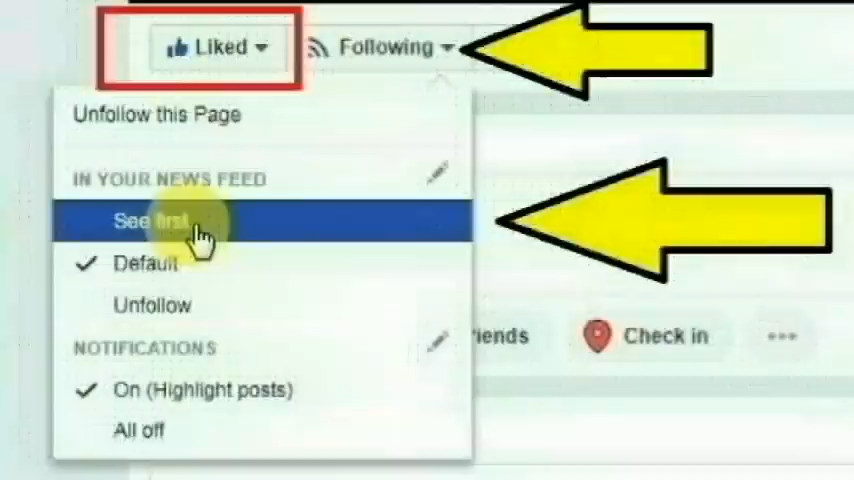 Liked Following
Unfollow this Page
IN YOUR NEWS FEED
See first
Default
Unfollow
iends Check in
NOTIFICATIONS
On (Highlight posts)
All off